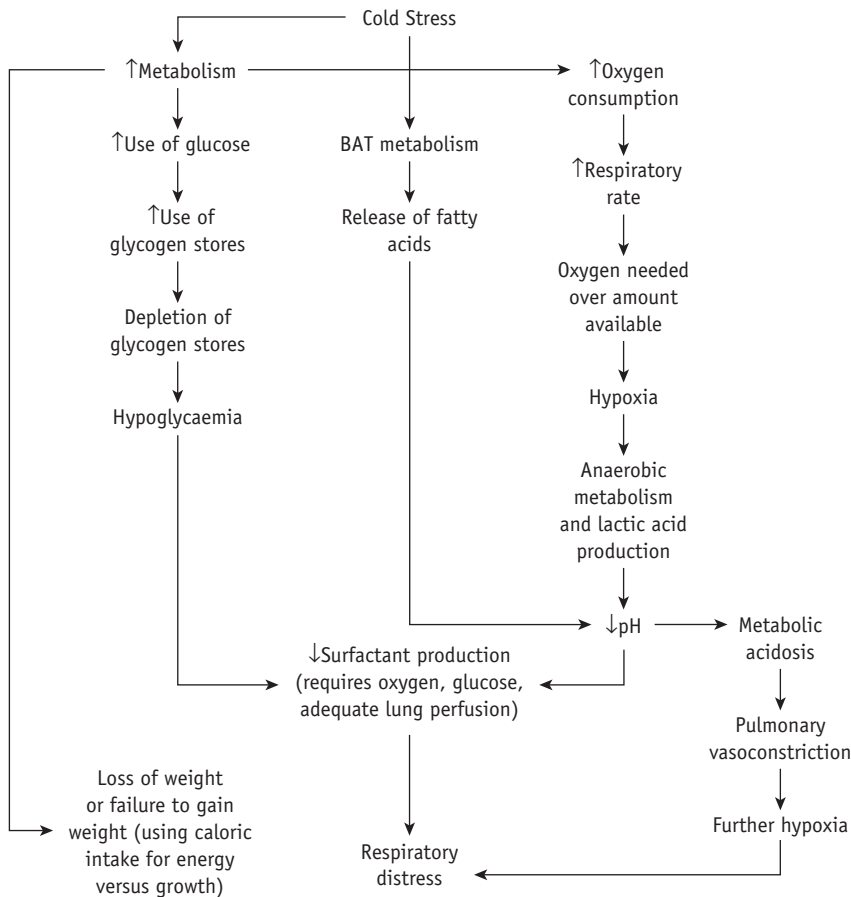 Cold Stress
↑Metabolism
↑Oxygen
consumption
↑Use of glucose
BAT metabolism
↑Respiratory
rate
↑Use of
glycogen stores
Release of fatty
acids
Oxygen needed
over amount
available
Depletion of
glycogen stores
Hypoxia
Hypoglycaemia
Anaerobic
metabolism
and lactic acid
production
↓pH
Metabolic
acidosis
↓Surfactant production
(requires oxygen, glucose,
adequate lung perfusion)
Pulmonary
vasoconstriction
Loss of weight
or failure to gain
weight (using caloric
intake for energy
versus growth)
Further hypoxia
Respiratory
distress